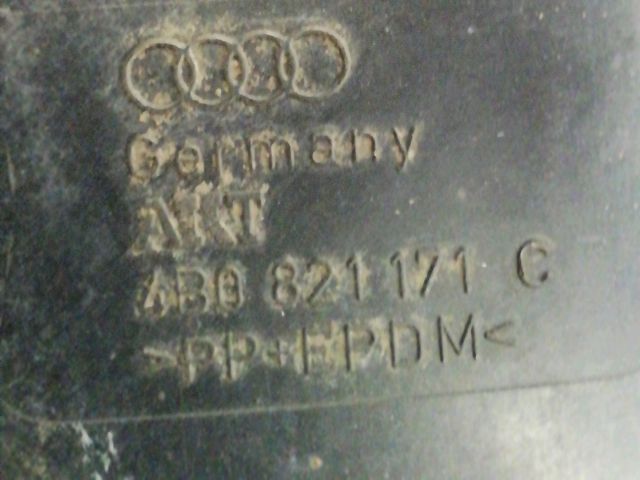 Germany
4B0 821 171 C
>PP+EPDM<